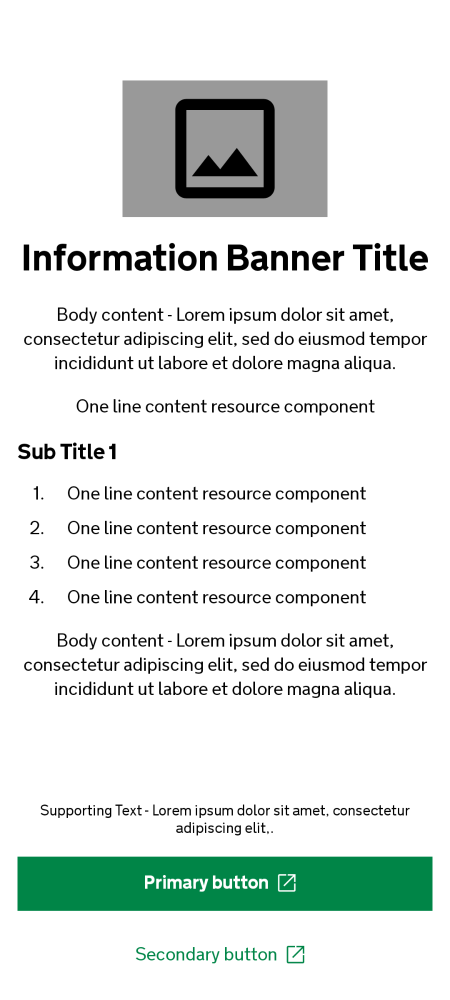 Information Banner Title
Body content - Lorem ipsum dolor sit amet,
consectetur adipiscing elit, sed do eiusmod tempor
incididunt ut labore et dolore magna aliqua.
One line content resource component
Sub Title 1
1. One line content resource component
2. One line content resource component
3. One line content resource component
4. One line content resource component
Body content - Lorem ipsum dolor sit amet,
consectetur adipiscing elit, sed do eiusmod tempor
incididunt ut labore et dolore magna aliqua.
Supporting Text - Lorem ipsum dolor sit amet, consectetur
adipiscing elit,.
Primary button
Secondary button